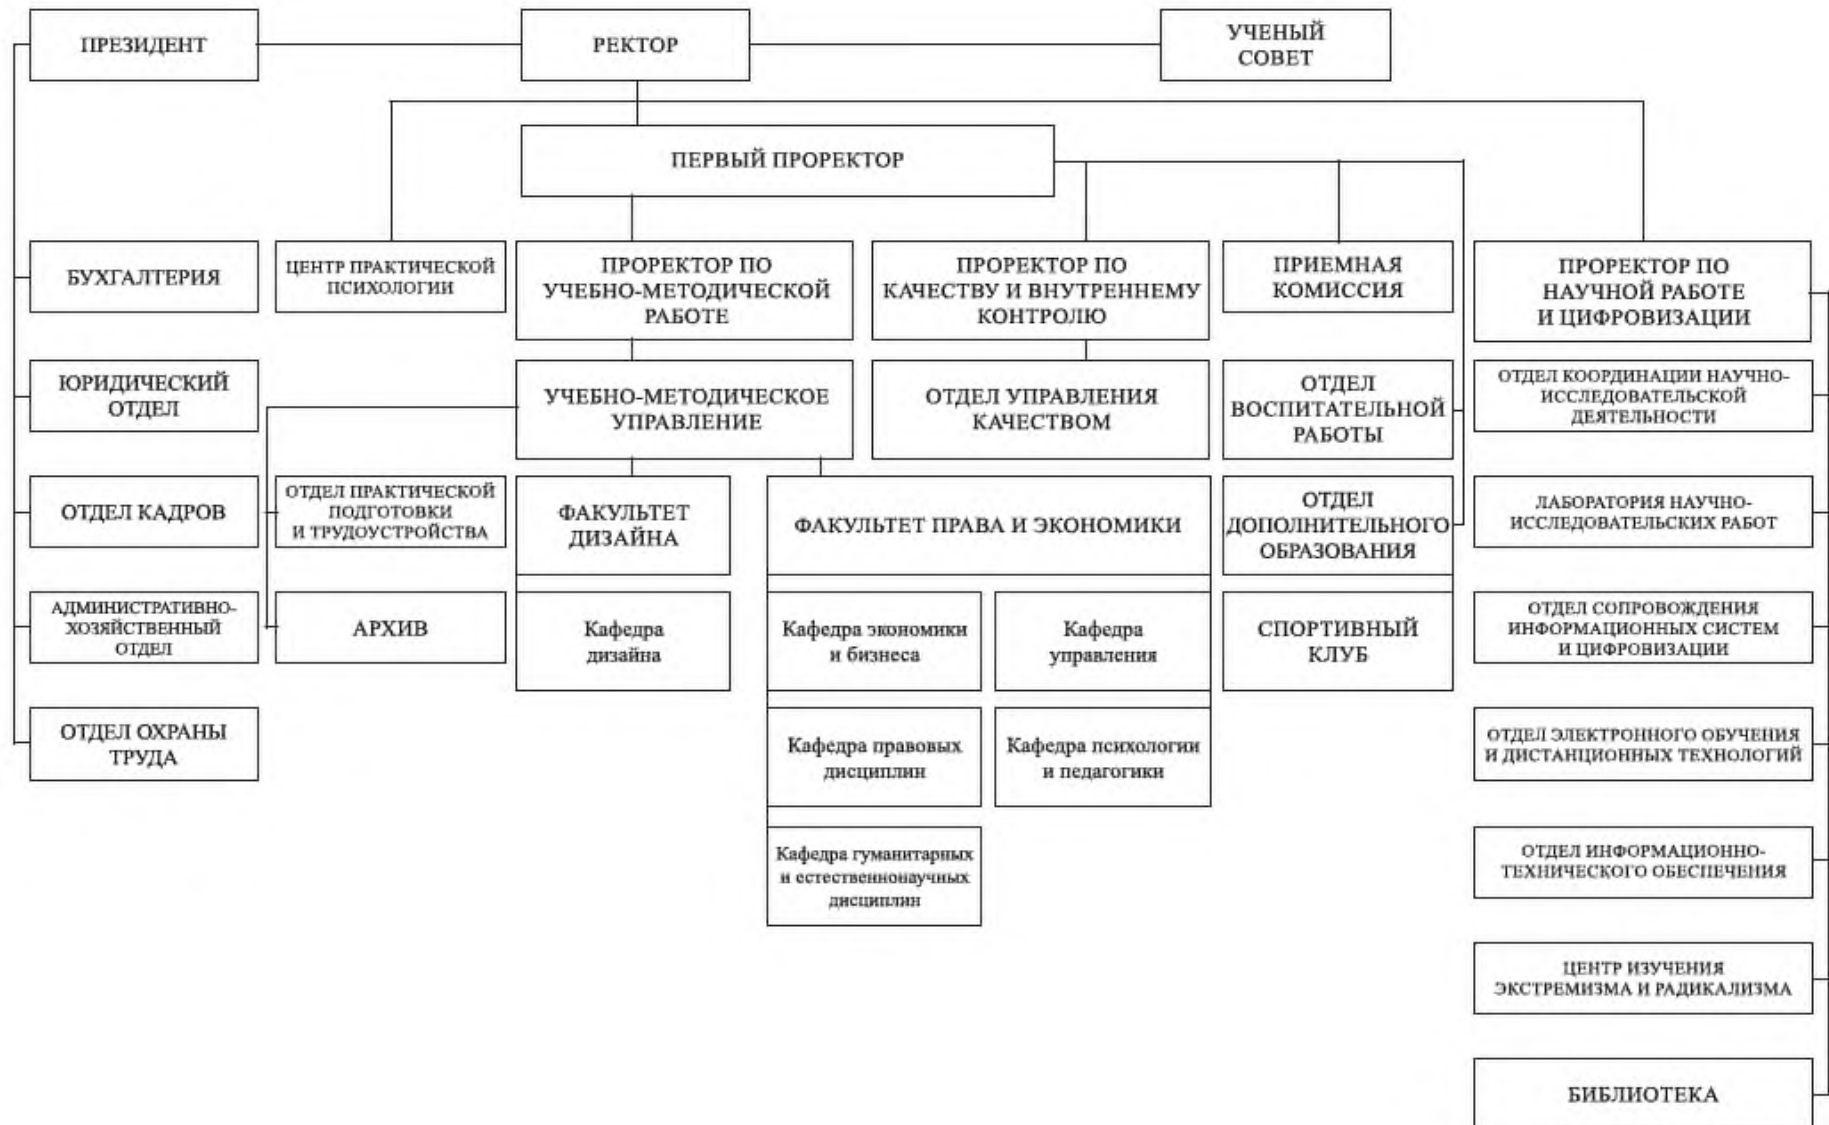 ПРЕЗИДЕНТ
РЕКТОР
УЧЕНЫЙ
СОВЕТ
ПЕРВЫЙ ПРОРЕКТОР
БУХГАЛТЕРИЯ
ЦЕНТР ПРАКТИЧЕСКОЙ
ПСИХОЛОГИИ
ПРОРЕКТОР ПО
УЧЕБНО-МЕТОДИЧЕСКОЙ
РАБОТЕ
ПРОРЕКТОР ПО
КАЧЕСТВУ И ВНУТРЕННЕМУ
КОНТРОЛЮ
ПРИЕМНАЯ
КОМИССИЯ
ПРОРЕКТОР ПО
НАУЧНОЙ РАБОТЕ
И ЦИФРОВИЗАЦИИ
ЮРИДИЧЕСКИЙ
ОТДЕЛ
УЧЕБНО-МЕТОДИЧЕСКОЕ
УПРАВЛЕНИЕ
ОТДЕЛ УПРАВЛЕНИЯ
КАЧЕСТВОМ
ОТДЕЛ
ВОСПИТАТЕЛЬНОЙ
РАБОТЫ
ОТДЕЛ КООРДИНАЦИИ НАУЧНО-
ИССЛЕДОВАТЕЛЬСКОЙ
ДЕЯТЕЛЬНОСТИ
ОТДЕЛ КАДРОВ
ОТДЕЛ ПРАКТИЧЕСКОЙ
ПОДГОТОВКИ
И ТРУДОУСТРОЙСТВА
ФАКУЛЬТЕТ
ДИЗАЙНА
ФАКУЛЬТЕТ ПРАВА И ЭКОНОМИКИ
ОТДЕЛ
ДОПОЛНИТЕЛЬНОГО
ОБРАЗОВАНИЯ
ЛАБОРАТОРИЯ НАУЧНО-
ИССЛЕДОВАТЕЛЬСКИХ РАБОТ
АДМИНИСТРАТИВНО-
ХОЗЯЙСТВЕННЫЙ
ОТДЕЛ
АРХИВ
Кафедра
дизайна
Кафедра экономики
и бизнеса
Кафедра
управления
СПОРТИВНЫЙ
КЛУБ
ОТДЕЛ СОПРОВОЖДЕНИЯ
ИНФОРМАЦИОННЫХ СИСТЕМ
И ЦИФРОВИЗАЦИИ
ОТДЕЛ ОХРАНЫ
ТРУДА
Кафедра правовых
дисциплин
Кафедра психологии
и педагогики
ОТДЕЛ ЭЛЕКТРОННОГО ОБУЧЕНИЯ
И ДИСТАНЦИОННЫХ ТЕХНОЛОГИЙ
Кафедра гуманитарных
и естественнонаучных
дисциплин
ОТДЕЛ ИНФОРМАЦИОННО-
ТЕХНИЧЕСКОГО ОБЕСПЕЧЕНИЯ
ЦЕНТР ИЗУЧЕНИЯ
ЭКСТРЕМИЗМА И РАДИКАЛИЗМА
БИБЛИОТЕКА